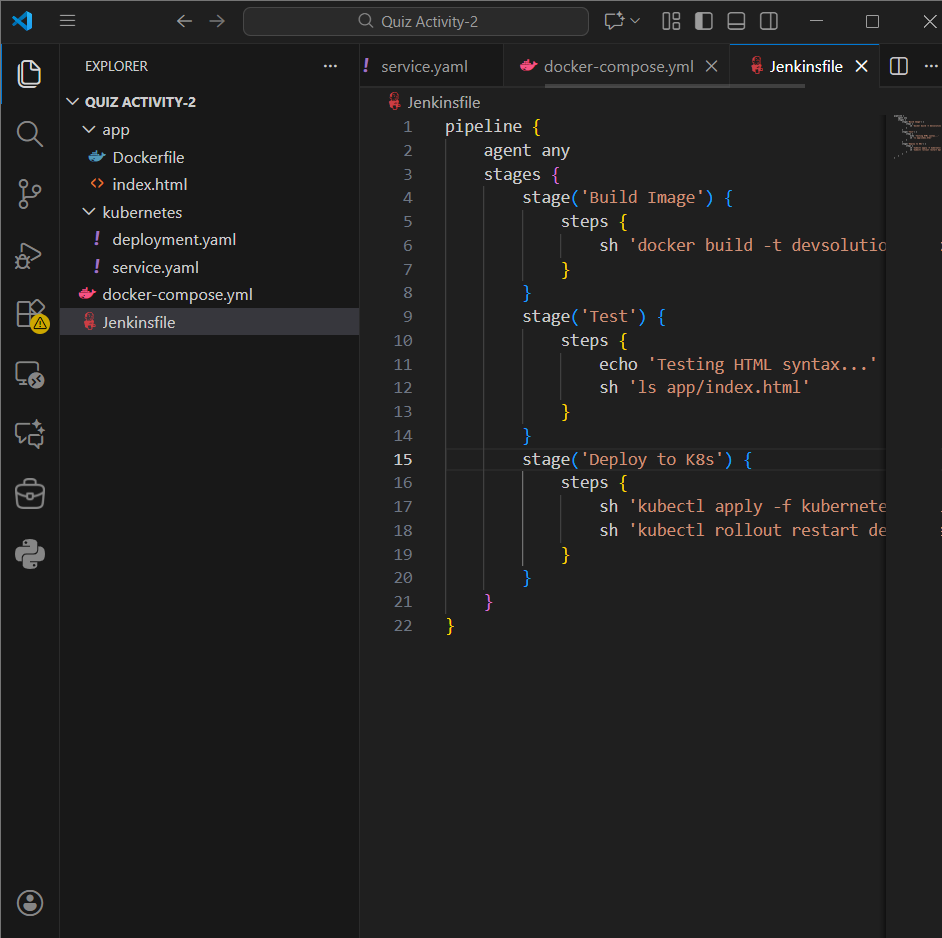 Quiz Activity-2
EXPLORER
QUIZ ACTIVITY-2
app
Dockerfile
index.html
kubernetes
deployment.yaml
service.yaml
docker-compose.yml
Jenkinsfile
service.yaml
docker-compose.yml
Jenkinsfile
Jenkinsfile
1 pipeline {
2 agent any
3 stages {
4 stage('Build Image') {
5 steps {
6 sh 'docker build -t devsolutio
7 }
8 }
9 stage('Test') {
10 steps {
11 echo 'Testing HTML syntax...'
12 sh 'ls app/index.html'
13 }
14 }
15 stage('Deploy to K8s') {
16 steps {
17 sh 'kubectl apply -f kubernete
18 sh 'kubectl rollout restart de
19 }
20 }
21 }
22 }